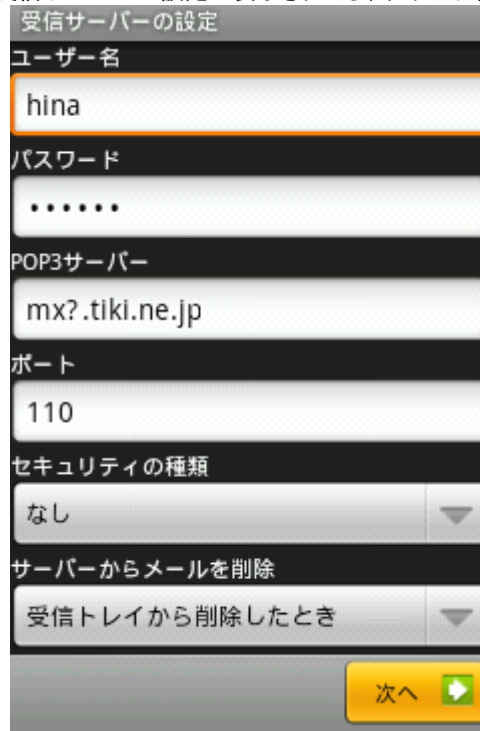 受信サーバーの設定
ユーザー名
hina
パスワード
••••••
POP3サーバー
mx?.tiki.ne.jp
ポート
110
セキュリティの種類
なし
サーバーからメールを削除
受信トレイから削除したとき
次へ